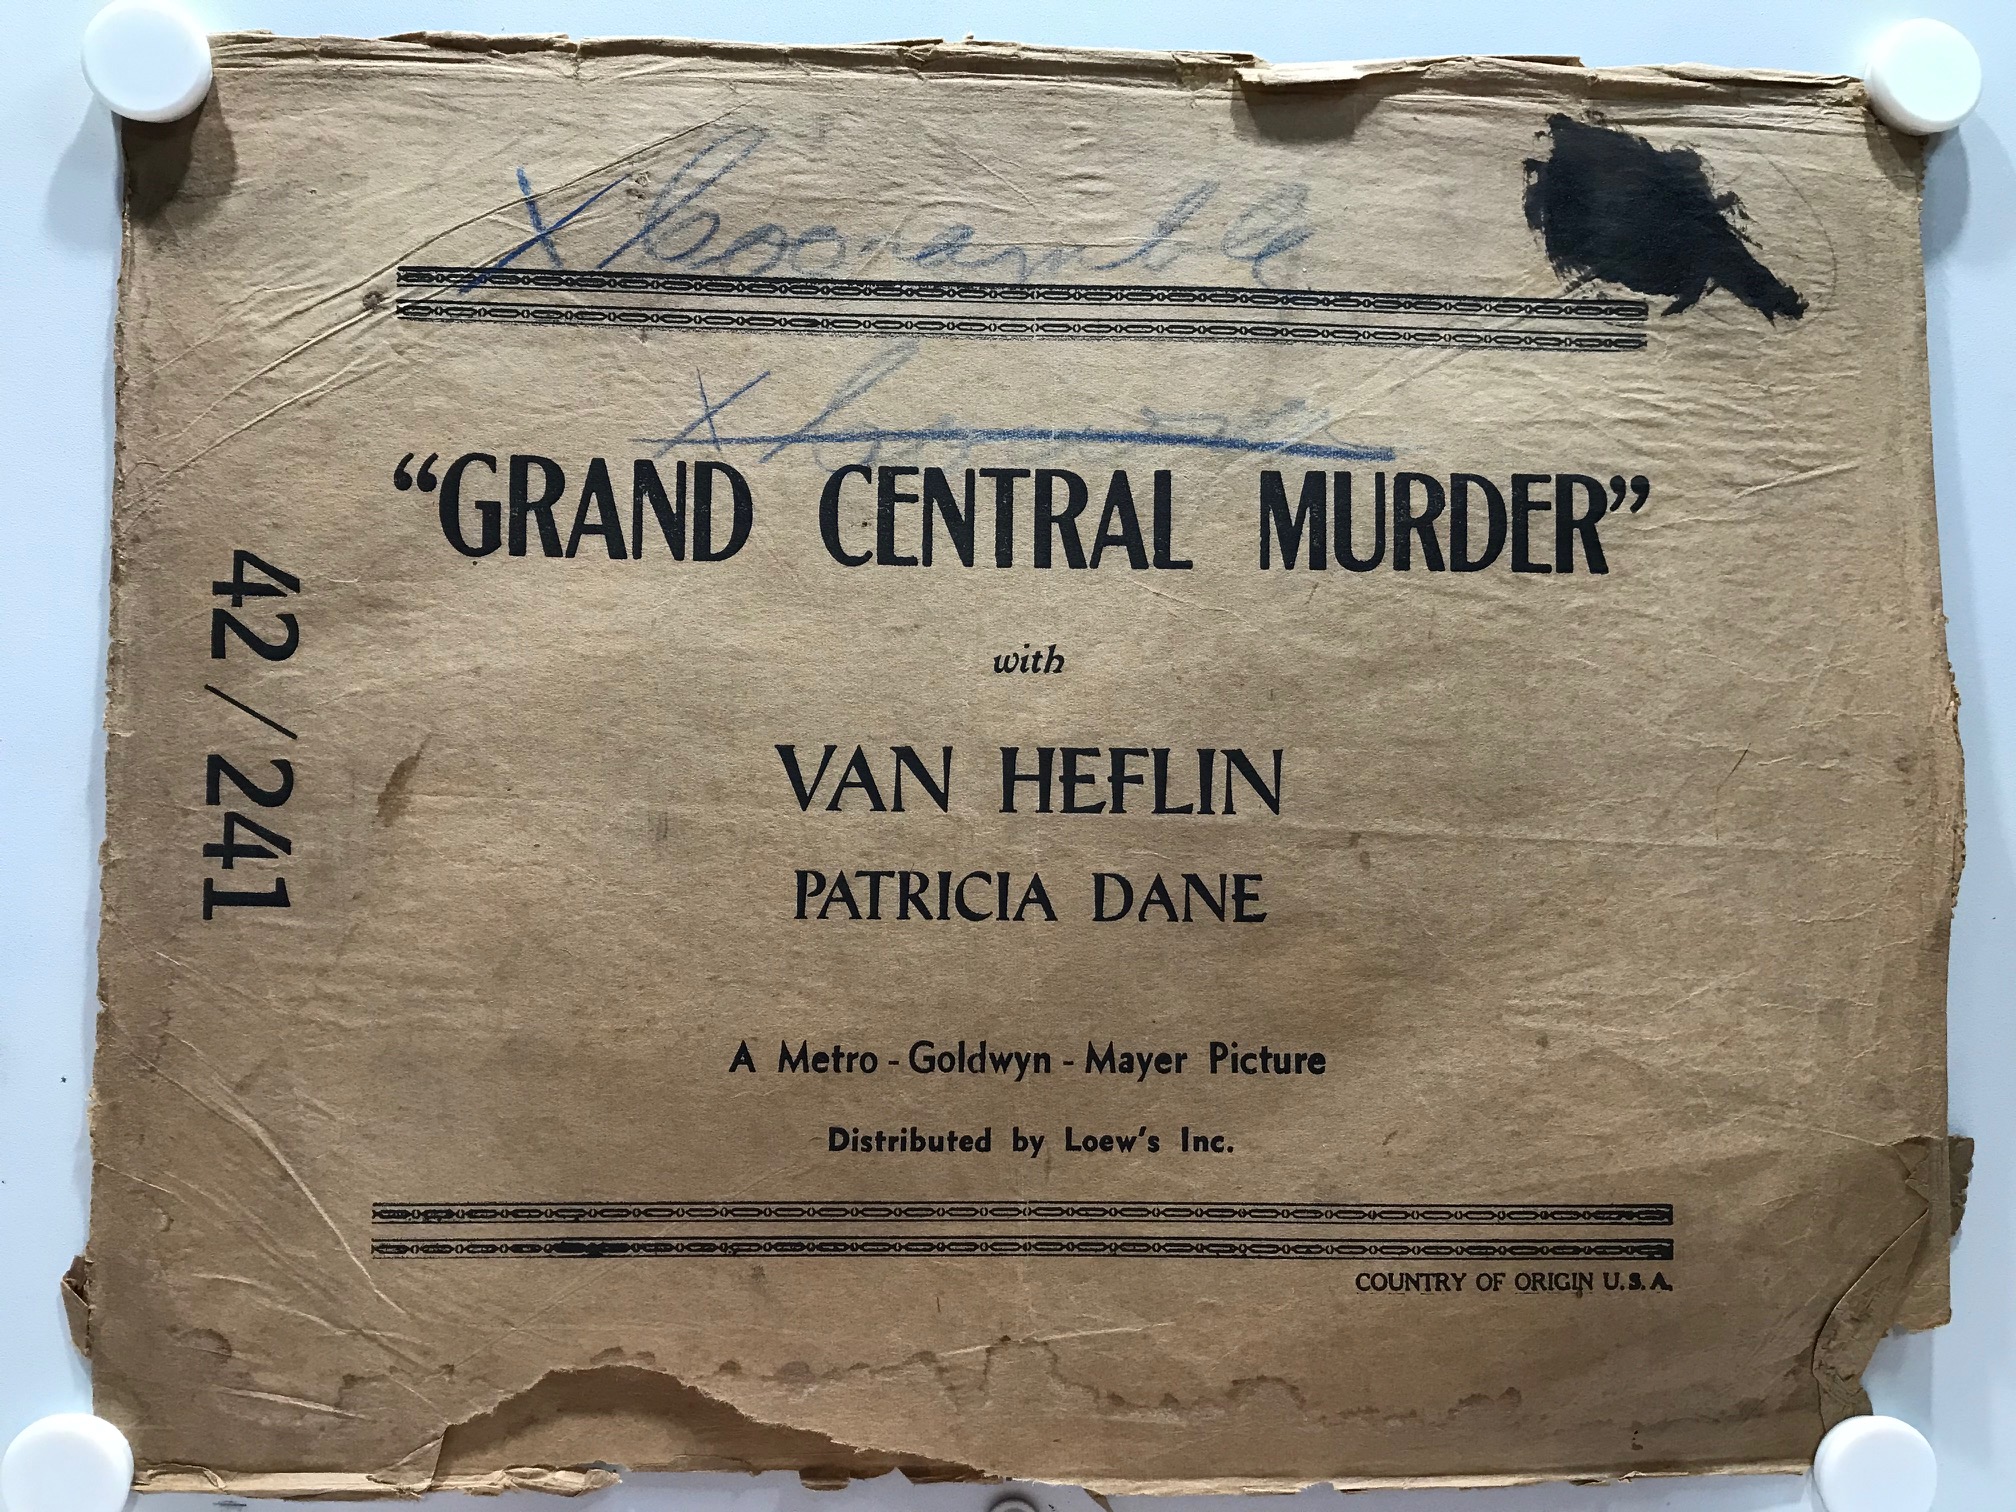 x Coonamble
x
“GRAND CENTRAL MURDER”
with
VAN HEFLIN
PATRICIA DANE
A Metro - Goldwyn - Mayer Picture
Distributed by Loew's Inc.
COUNTRY OF ORIGIN U.S.A.
42/241